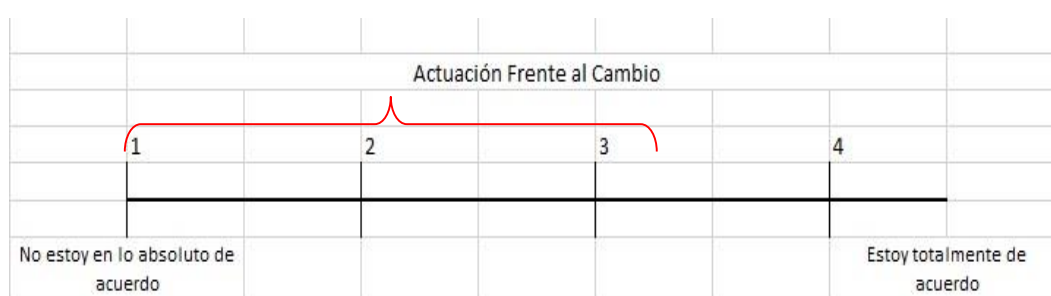 Actuación Frente al Cambio
1 2 3 4
No estoy en lo absoluto de
acuerdo
Estoy totalmente de
acuerdo